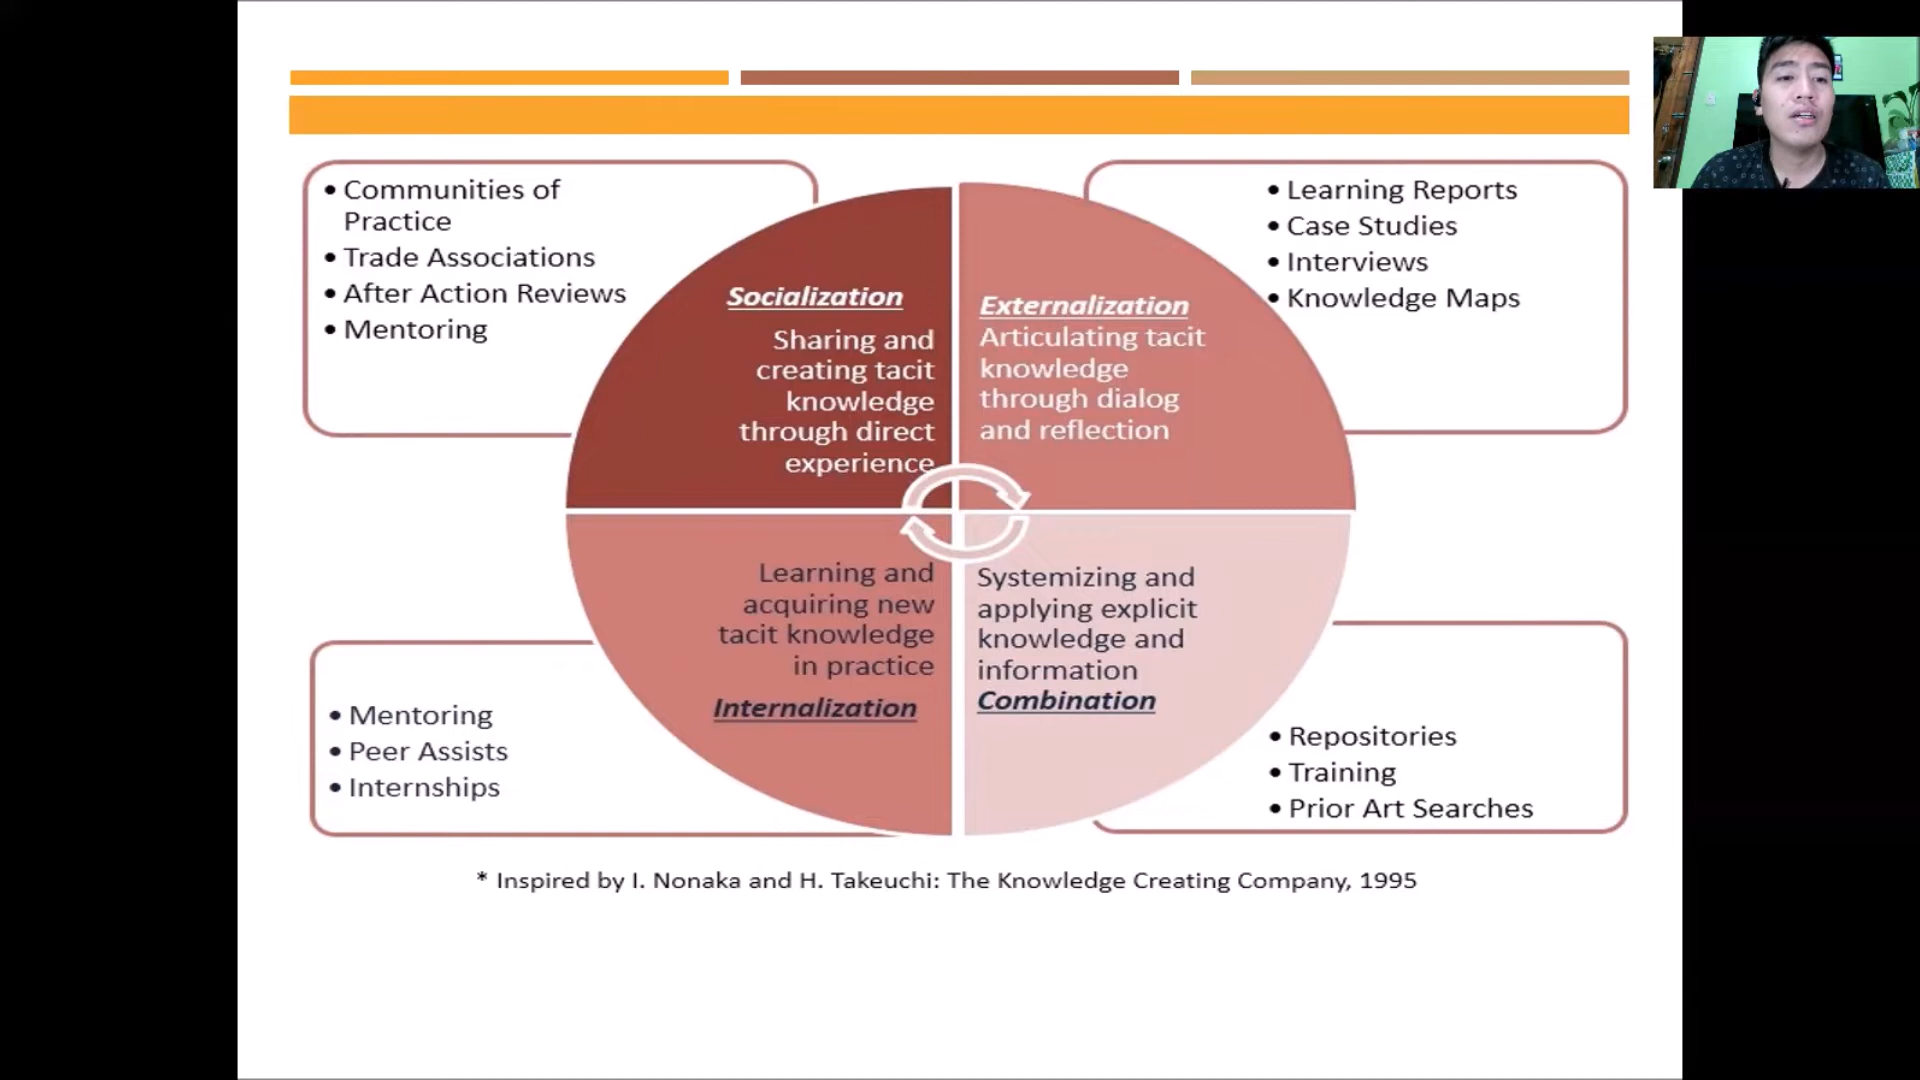 • Communities of
Practice
• Trade Associations
• After Action Reviews
• Mentoring
Socialization
Sharing and
creating tacit
knowledge
through direct
experience
Externalization
Articulating tacit
knowledge
through dialog
and reflection
• Learning Reports
• Case Studies
• Interviews
• Knowledge Maps
• Mentoring
• Peer Assists
• Internships
Learning and
acquiring new
tacit knowledge
in practice
Internalization
Systemizing and
applying explicit
knowledge and
information
Combination
• Repositories
• Training
• Prior Art Searches
* Inspired by I. Nonaka and H. Takeuchi: The Knowledge Creating Company, 1995